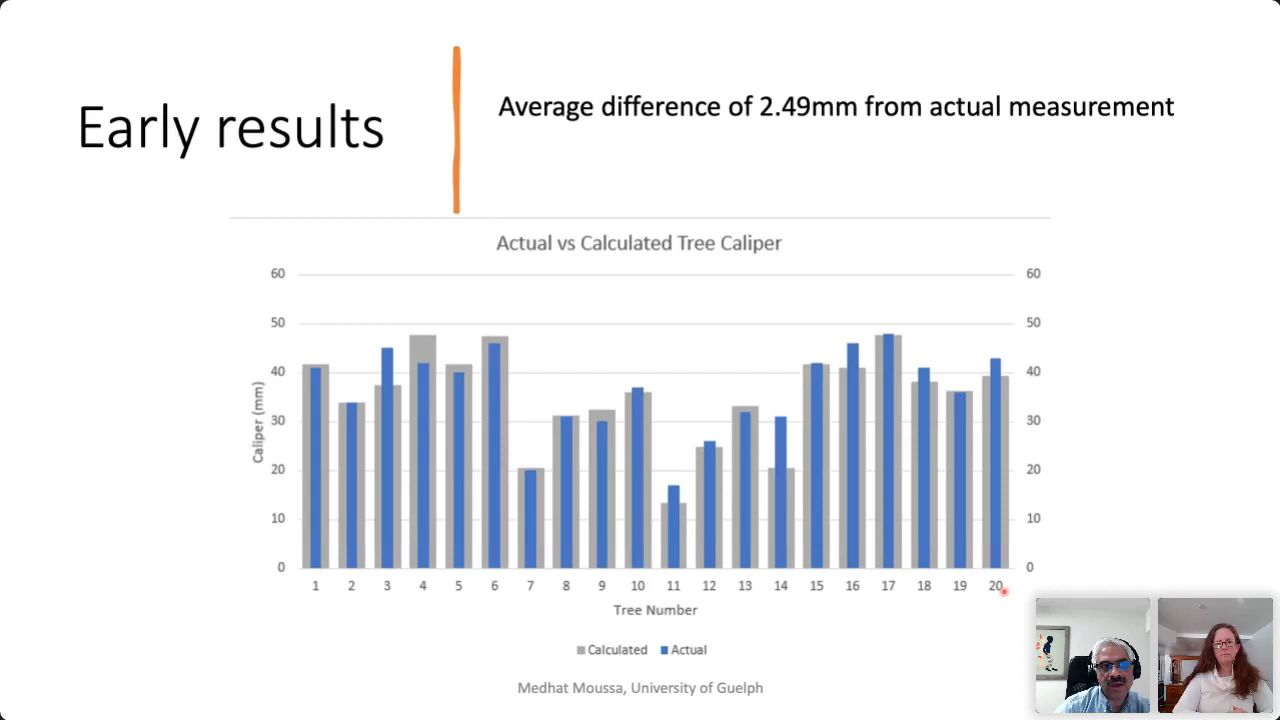 Early results
Average difference of 2.49mm from actual measurement
Actual vs Calculated Tree Caliper
60 60
50 50
40 40
30 30
20 20
10 10
0 0
Caliper (mm)
1 2 3 4 5 6 7 8 9 10 11 12 13 14 15 16 17 18 19 20
Tree Number
Calculated Actual
Medhat Moussa, University of Guelph